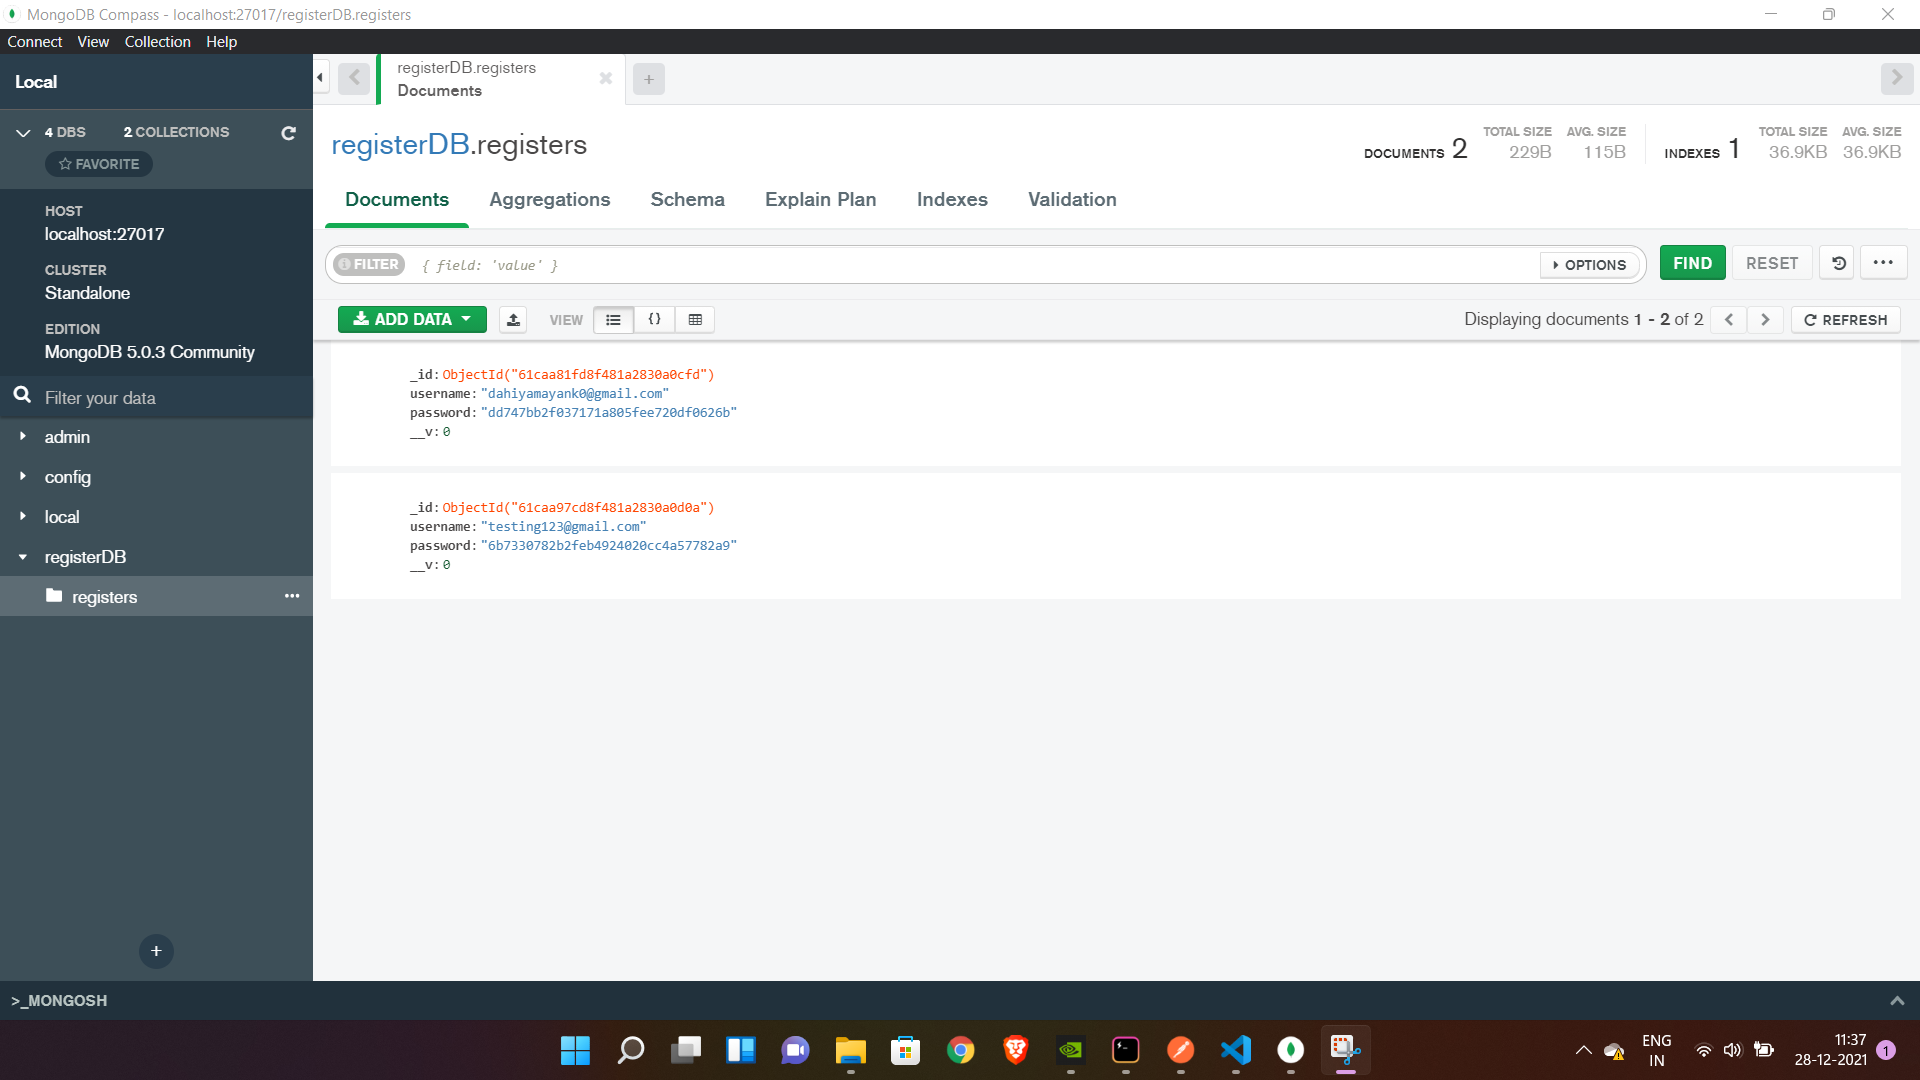 MongoDB Compass - localhost:27017/registerDB.registers
Connect View Collection Help
Local
4 DBS 2 COLLECTIONS
FAVORITE
HOST
localhost:27017
CLUSTER
Standalone
EDITION
MongoDB 5.0.3 Community
Filter your data
admin
config
local
registerDB
registers
registerDB.registers
Documents
registerDB.registers
DOCUMENTS 2 TOTAL SIZE 229B AVG. SIZE 115B INDEXES 1 TOTAL SIZE 36.9KB AVG. SIZE 36.9KB
Documents Aggregations Schema Explain Plan Indexes Validation
FILTER { field: 'value' } OPTIONS FIND RESET
ADD DATA VIEW {} Displaying documents 1 - 2 of 2 REFRESH
_id: ObjectId("61caa81fd8f481a2830a0cfd")
username: "dahiyamayank0@gmail.com"
password: "dd747bb2f037171a805fee720df0626b"
__v: 0
_id: ObjectId("61caa97cd8f481a2830a0d0a")
username: "testing123@gmail.com"
password: "6b7330782b2feb4924020cc4a57782a9"
__v: 0
>_MONGOSH
ENG
IN
11:37
28-12-2021
1